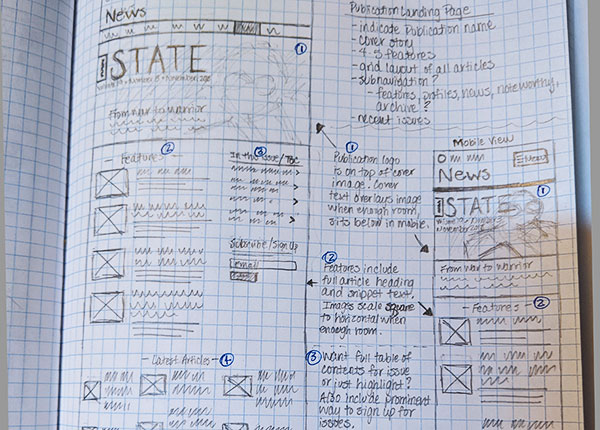 News
STATE
From War to Warrior
Features
In this issue/TOC
Subscribe/Sign Up
email
Latest Articles
Publication Landing Page
- indicate Publication name
- cover story
- 4-5 features
- grid layout of all articles
- subnavigation?
- features, profiles, news, noteworthy,
archive?
- recent issues
1
Publication logo
is on top of cover
image. Cover
text overlays image
when enough room,
sits below in mobile.
2
Features include
full article heading
and snippet text.
Images scale square
to horizontal when
enough room.
3
Want full table of
contents for issue
or just highlight?
Also include prominent
way to sign up for
issues.
Mobile View
Menu
News
1
STATE
From War to Warrior
Features
2